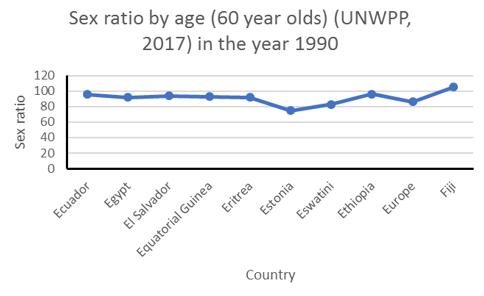 Sex ratio by age (60 year olds) (UNWPP,
2017) in the year 1990
120
100
80
60
40
20
0
Sex ratio
Ecuador
Egypt
El Salvador
Equatorial Guinea
Eritrea
Estonia
Eswatini
Ethiopia
Europe
Fiji
Country